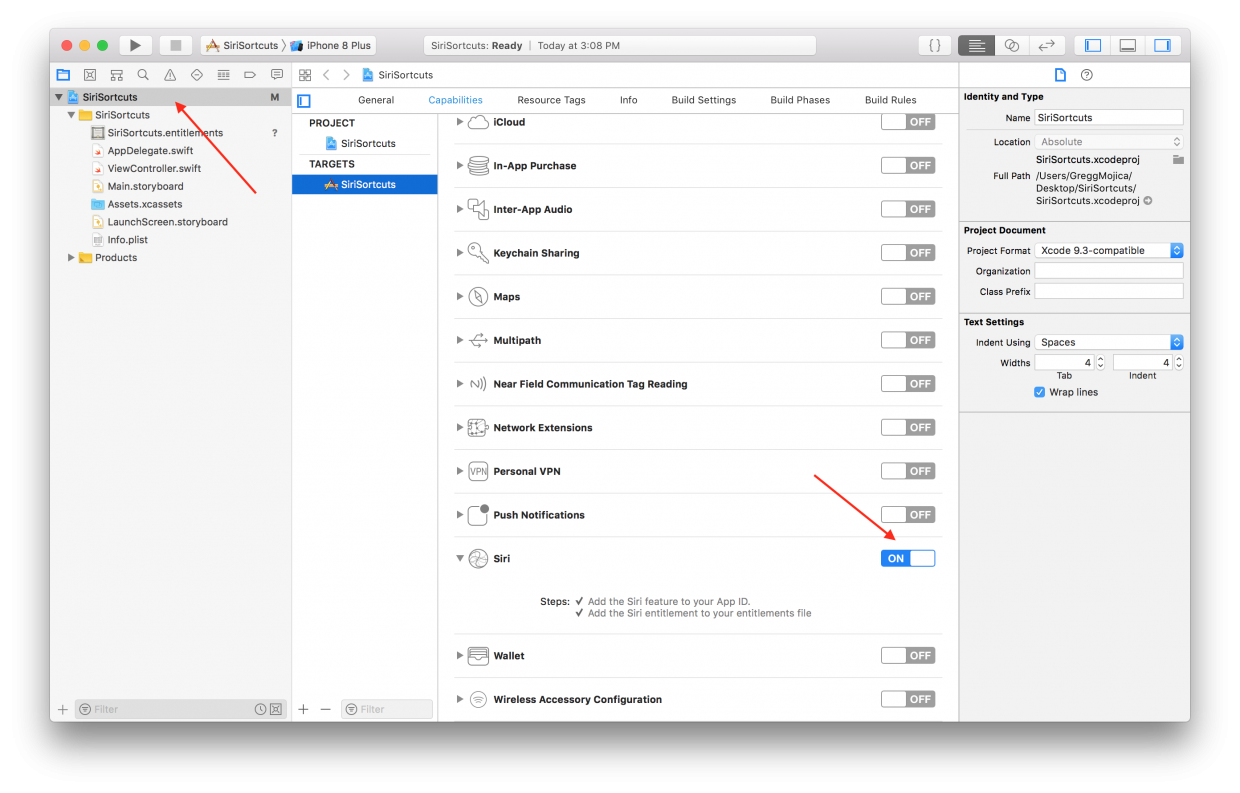 SiriSortcuts
iPhone 8 Plus
SiriSortcuts: Ready | Today at 3:08 PM
{ }
SiriSortcuts
SiriSortcuts M
SiriSortcuts
SiriSortcuts.entitlements ?
AppDelegate.swift
ViewController.swift
Main.storyboard
Assets.xcassets
LaunchScreen.storyboard
Info.plist
Products
Filter
General Capabilities Resource Tags Info Build Settings Build Phases Build Rules
PROJECT
SiriSortcuts
TARGETS
SiriSortcuts
Filter
iCloud OFF
In-App Purchase OFF
Inter-App Audio OFF
Keychain Sharing OFF
Maps OFF
Multipath OFF
Near Field Communication Tag Reading OFF
Network Extensions OFF
VPN Personal VPN OFF
Push Notifications OFF
Siri ON
Steps: ✓ Add the Siri feature to your App ID.
✓ Add the Siri entitlement to your entitlements file
Wallet OFF
Wireless Accessory Configuration OFF
Identity and Type
Name SiriSortcuts
Location Absolute
SiriSortcuts.xcodeproj
Full Path /Users/GreggMojica/
Desktop/SiriSortcuts/
SiriSortcuts.xcodeproj
Project Document
Project Format Xcode 9.3-compatible
Organization
Class Prefix
Text Settings
Indent Using Spaces
Widths 4 4
Tab Indent
Wrap lines